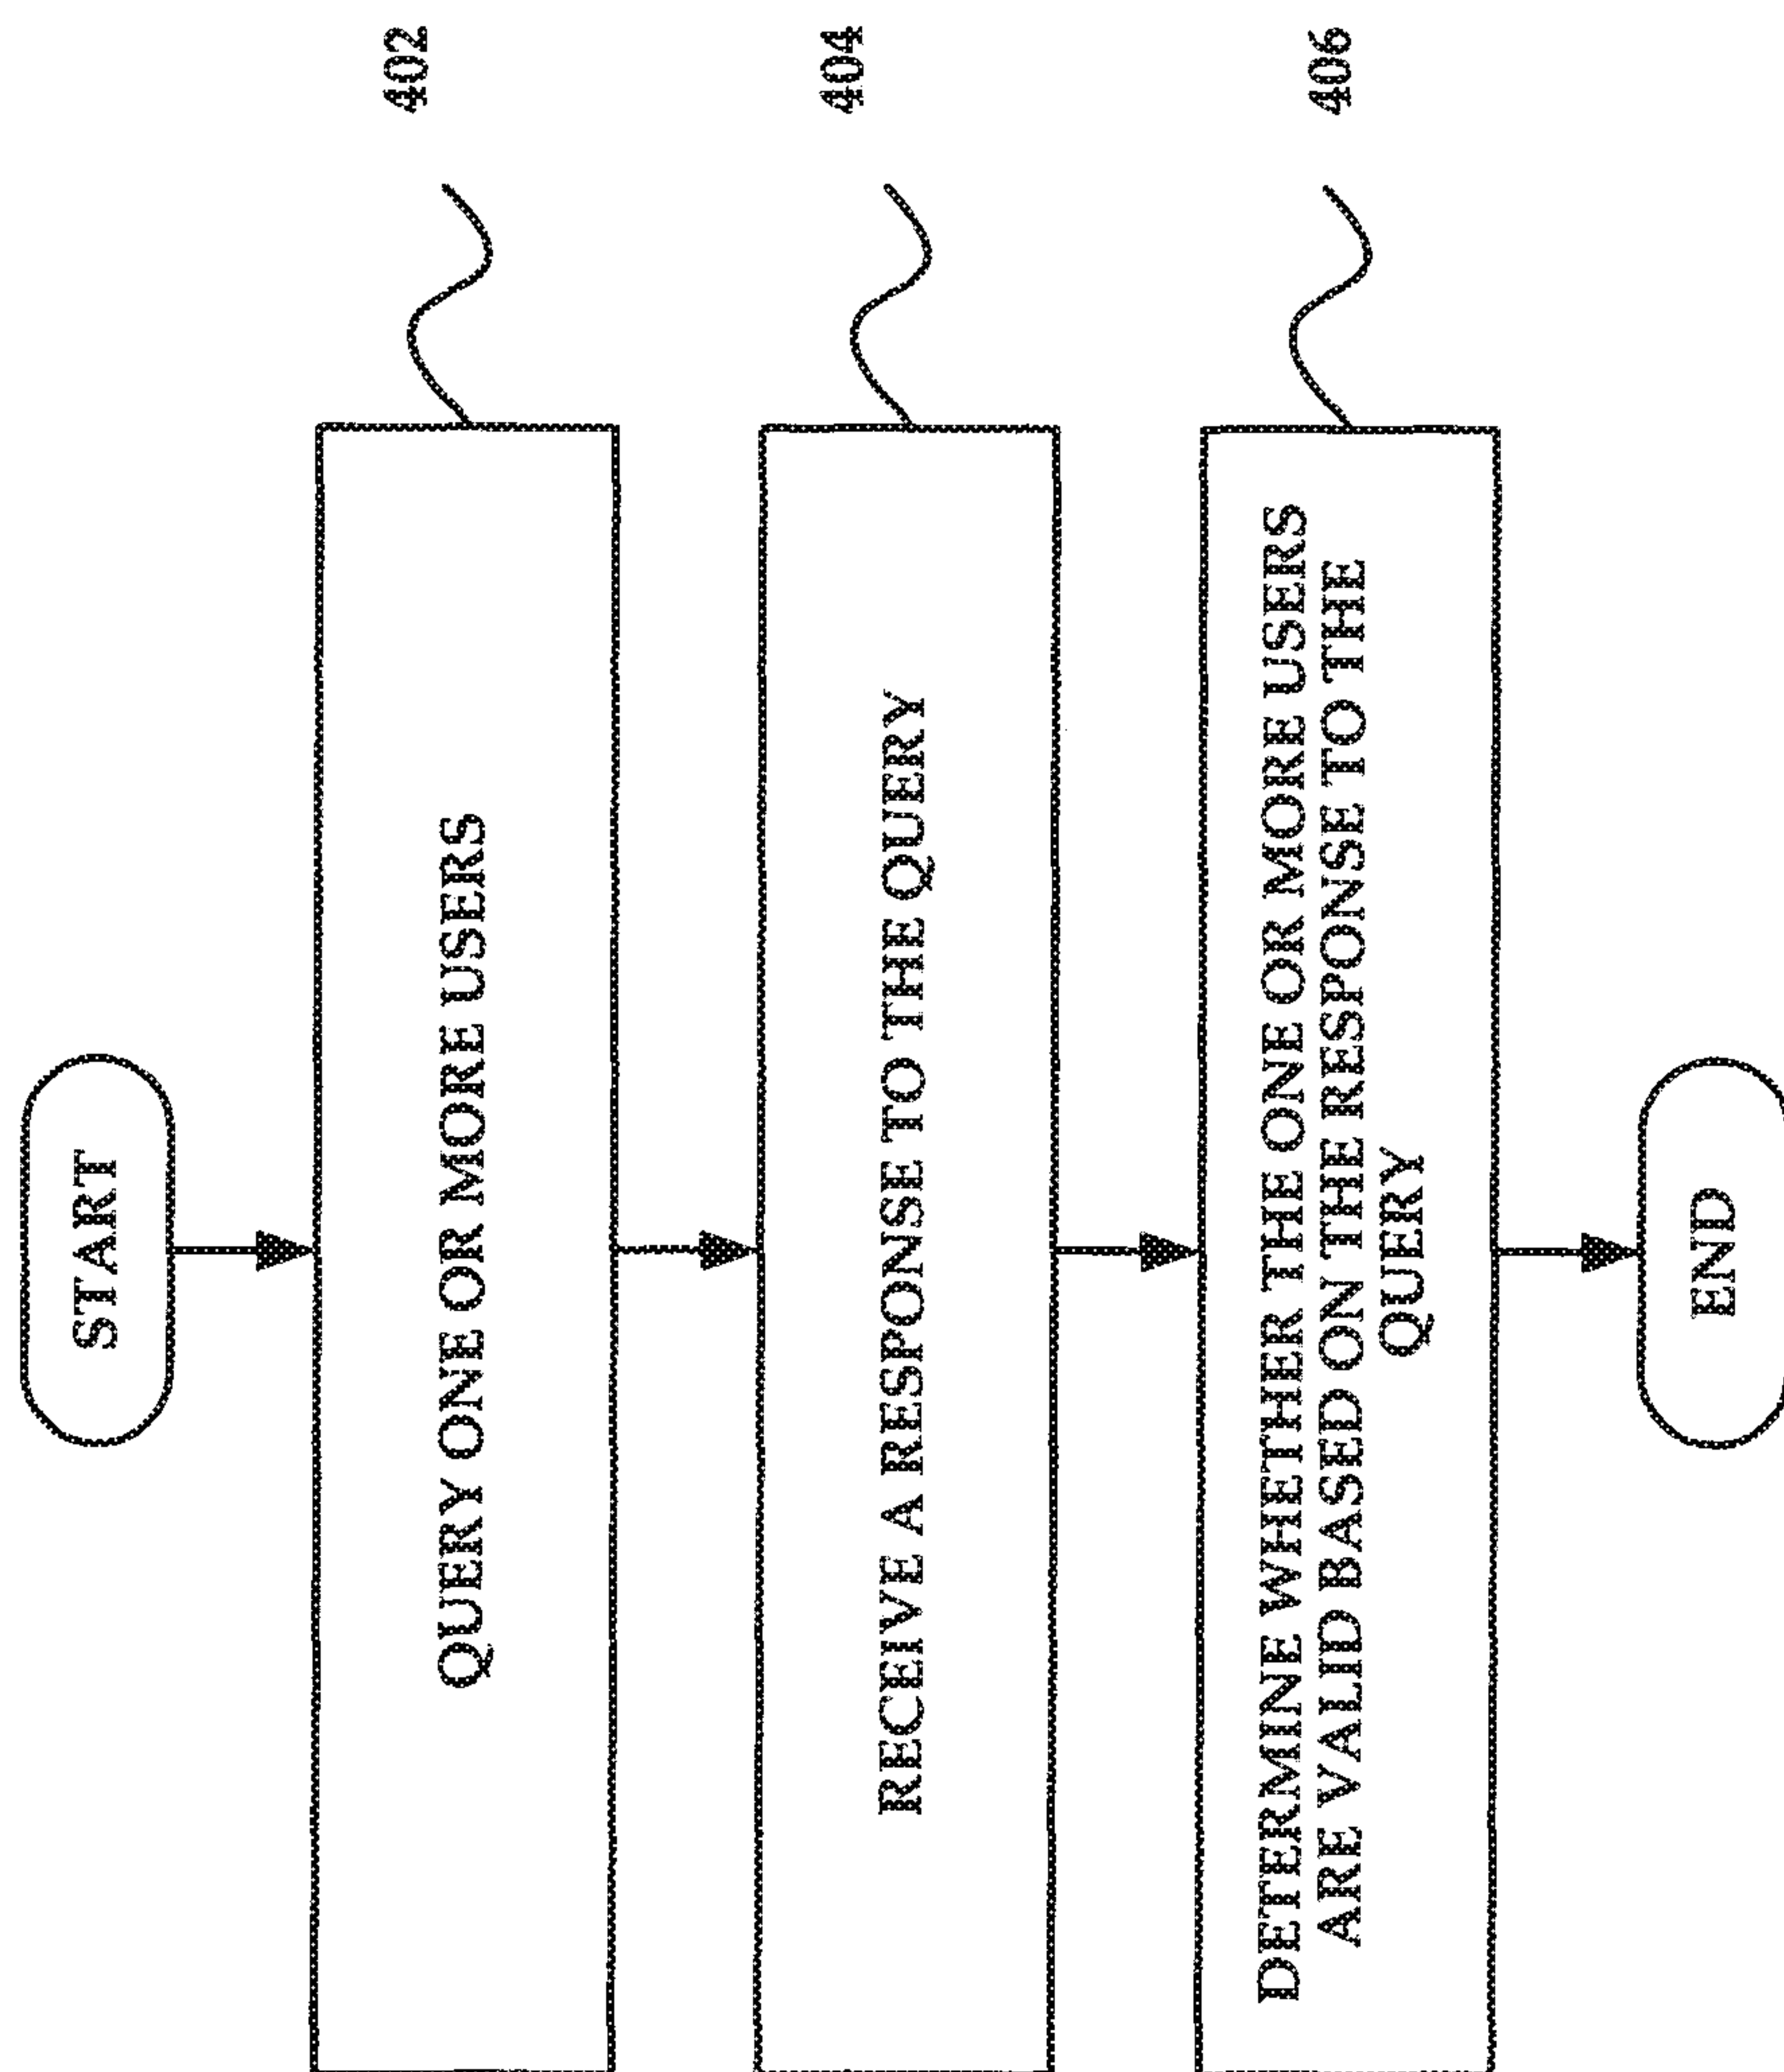 START
QUERY ONE OR MORE USERS
402
RECEIVE A RESPONSE TO THE QUERY
404
DETERMINE WHETHER THE ONE OR MORE USERS
ARE VALID BASED ON THE RESPONSE TO THE
QUERY
406
END